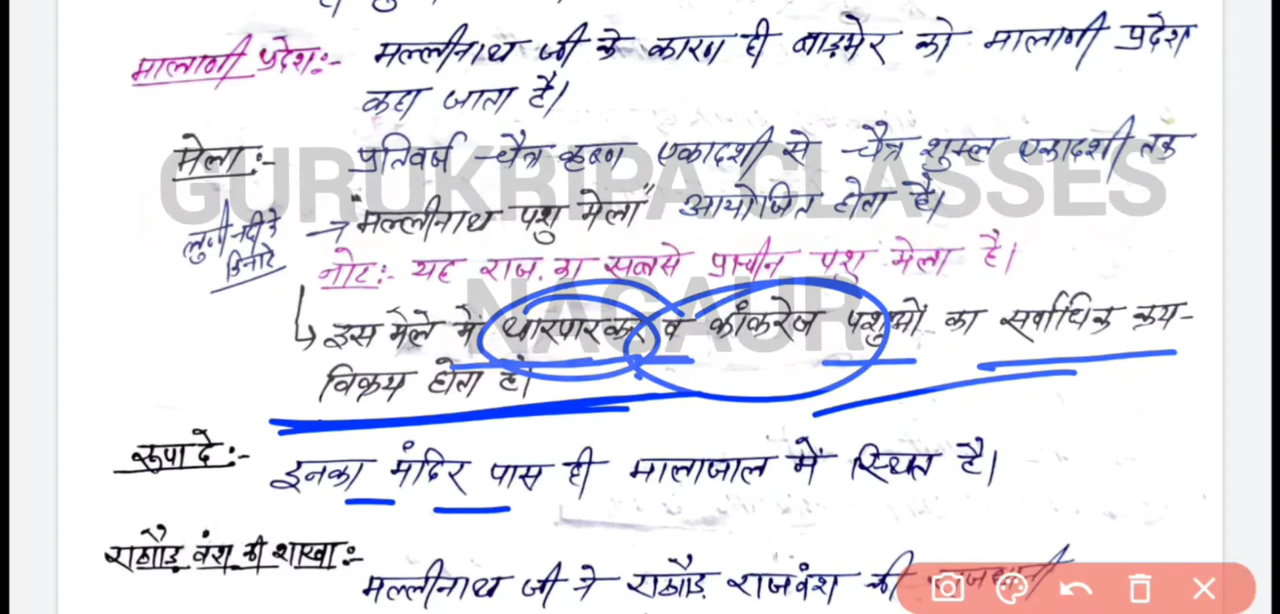 मालाणी प्रदेश:- मल्लीनाथ जी के कारण ही बाड़मेर को मालानी प्रदेश
कहा जाता है।
मेला:- प्रतिवर्ष चैत्र कृष्ण एकादशी से चैत्र शुक्ल एकादशी तक
GURUKRIPA CLASSES
→ "मल्लीनाथ पशु मेला" आयोजित होता है।
लुणी नदी के
किनारे
नोट:- यह राज. का सबसे प्राचीन पशु मेला है।
NAGAUR
इस मेले में थारपारकर व कांकरेज पशुओं का सर्वाधिक क्रय-
विक्रय होता है।
रूपा दे:- इनका मंदिर पास ही मालाजाल में स्थित है।
राठौड़ वंश की शाखा:-
मल्लीनाथ जी ने राठौड़ राजवंश की